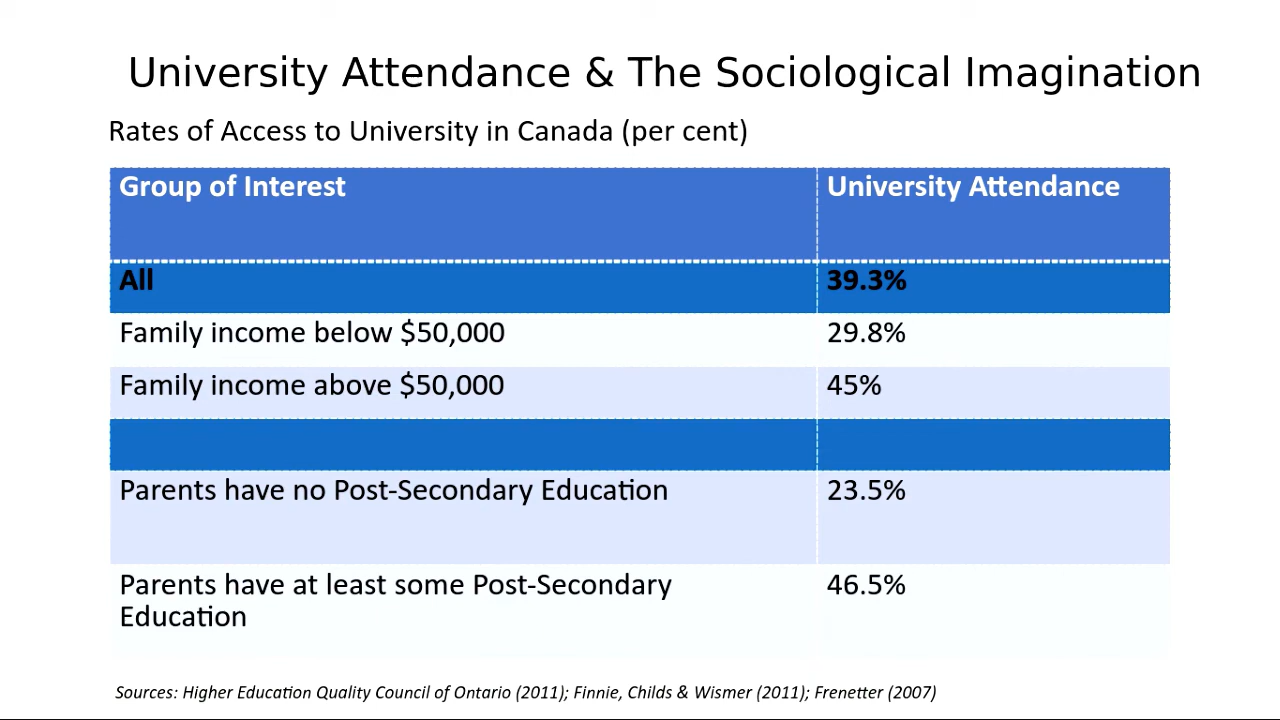 University Attendance & The Sociological Imagination
Rates of Access to University in Canada (per cent)
Group of Interest University Attendance
All 39.3%
Family income below $50,000 29.8%
Family income above $50,000 45%
Parents have no Post-Secondary Education 23.5%
Parents have at least some Post-Secondary 46.5%
Education
Sources: Higher Education Quality Council of Ontario (2011); Finnie, Childs & Wismer (2011); Frenetter (2007)